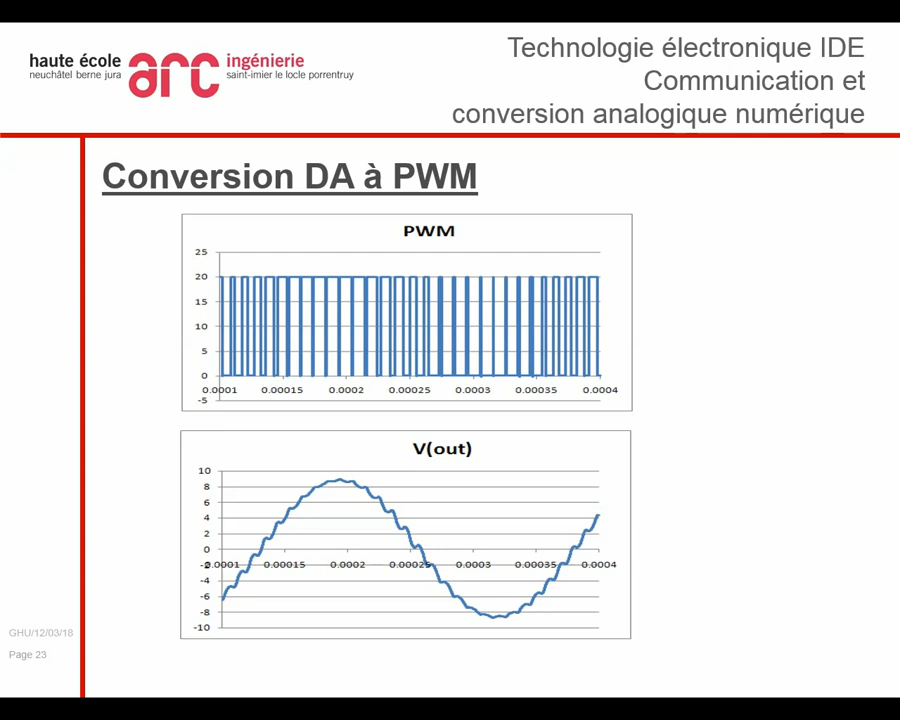 haute école
neuchâtel berne jura
arc
ingénierie
saint-imier le locle porrentruy
Technologie électronique IDE
Communication et
conversion analogique numérique
Conversion DA à PWM
PWM
25
20
15
10
5
0
0.0001 0.00015 0.0002 0.00025 0.0003 0.00035 0.0004
-5
V(out)
10
8
6
4
2
0
-2 0.0001 0.00015 0.0002 0.00025 0.0003 0.00035 0.0004
-4
-6
-8
-10
GHU/12/03/18
Page 23